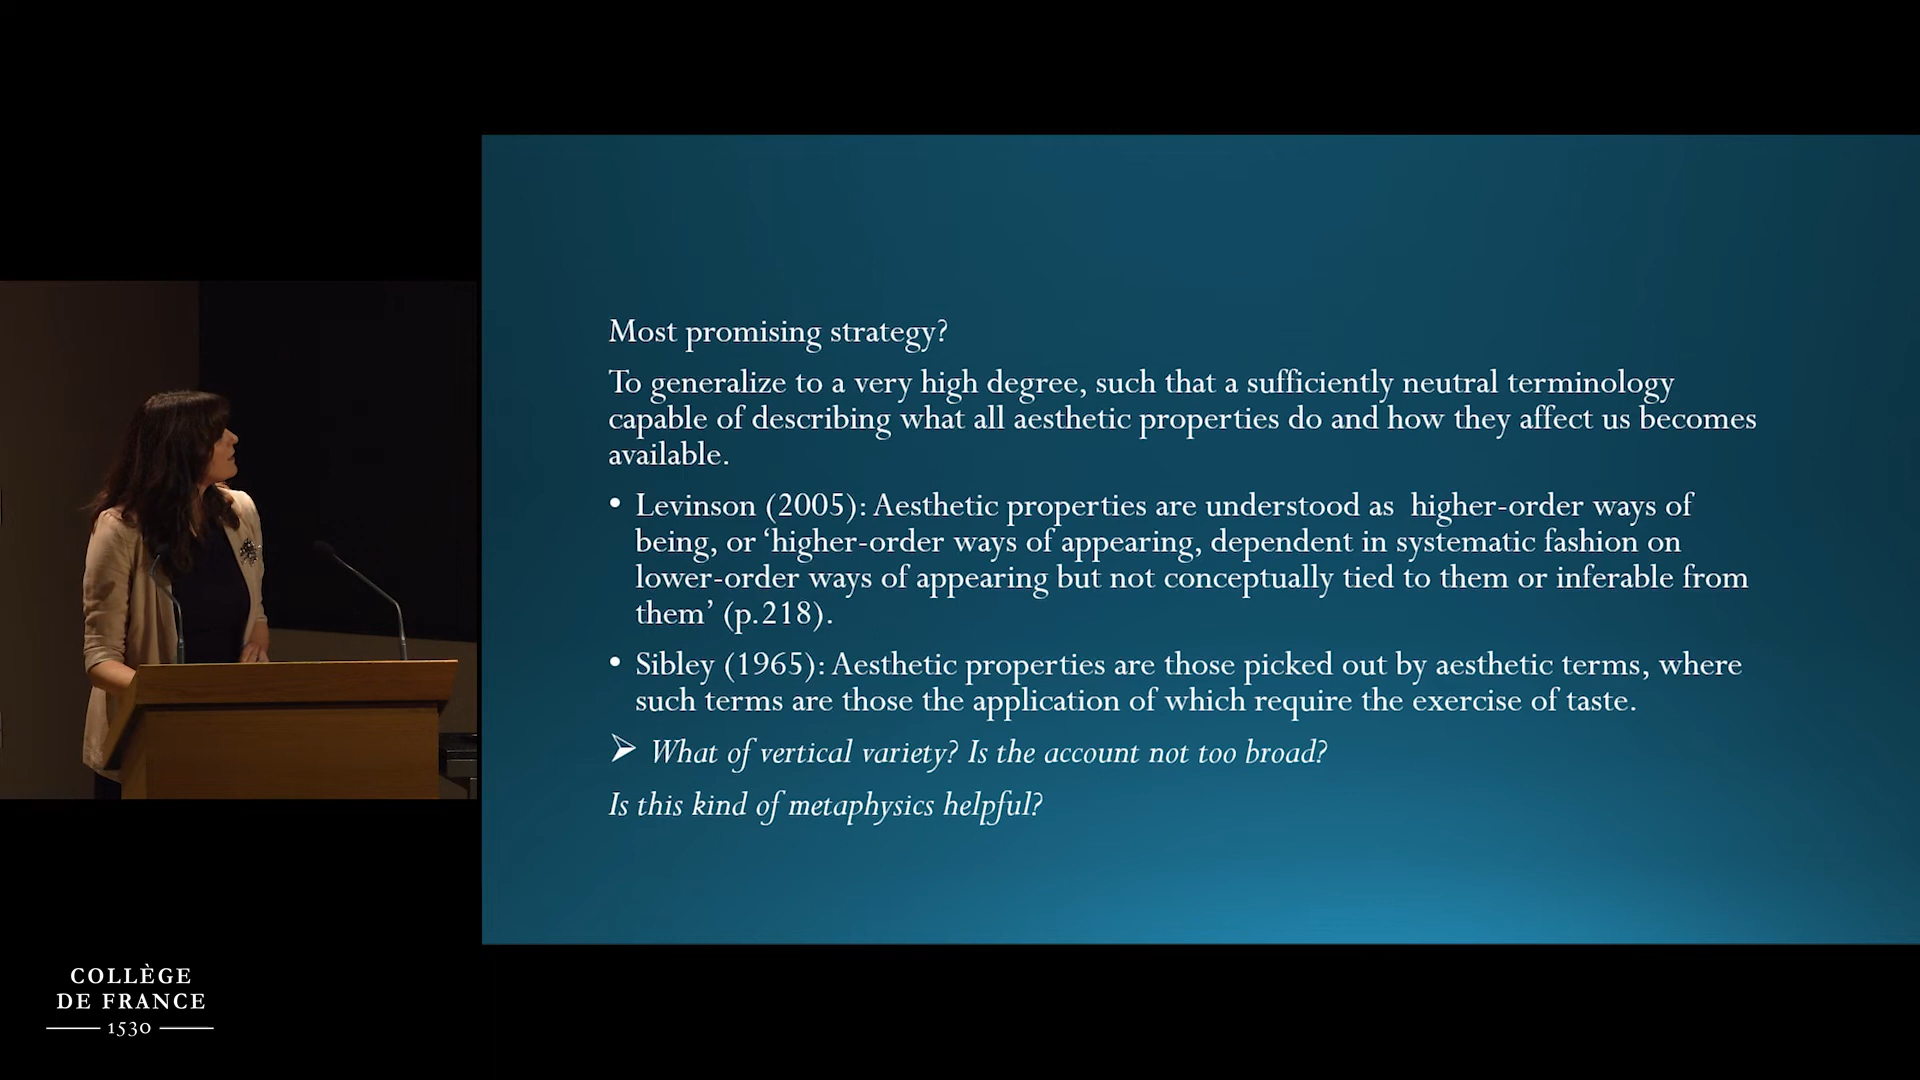 Most promising strategy?
To generalize to a very high degree, such that a sufficiently neutral terminology
capable of describing what all aesthetic properties do and how they affect us becomes
available.
• Levinson (2005): Aesthetic properties are understood as higher-order ways of
being, or ‘higher-order ways of appearing, dependent in systematic fashion on
lower-order ways of appearing but not conceptually tied to them or inferable from
them’ (p.218).
• Sibley (1965): Aesthetic properties are those picked out by aesthetic terms, where
such terms are those the application of which require the exercise of taste.
➢ What of vertical variety? Is the account not too broad?
Is this kind of metaphysics helpful?
COLLÈGE
DE FRANCE
1530